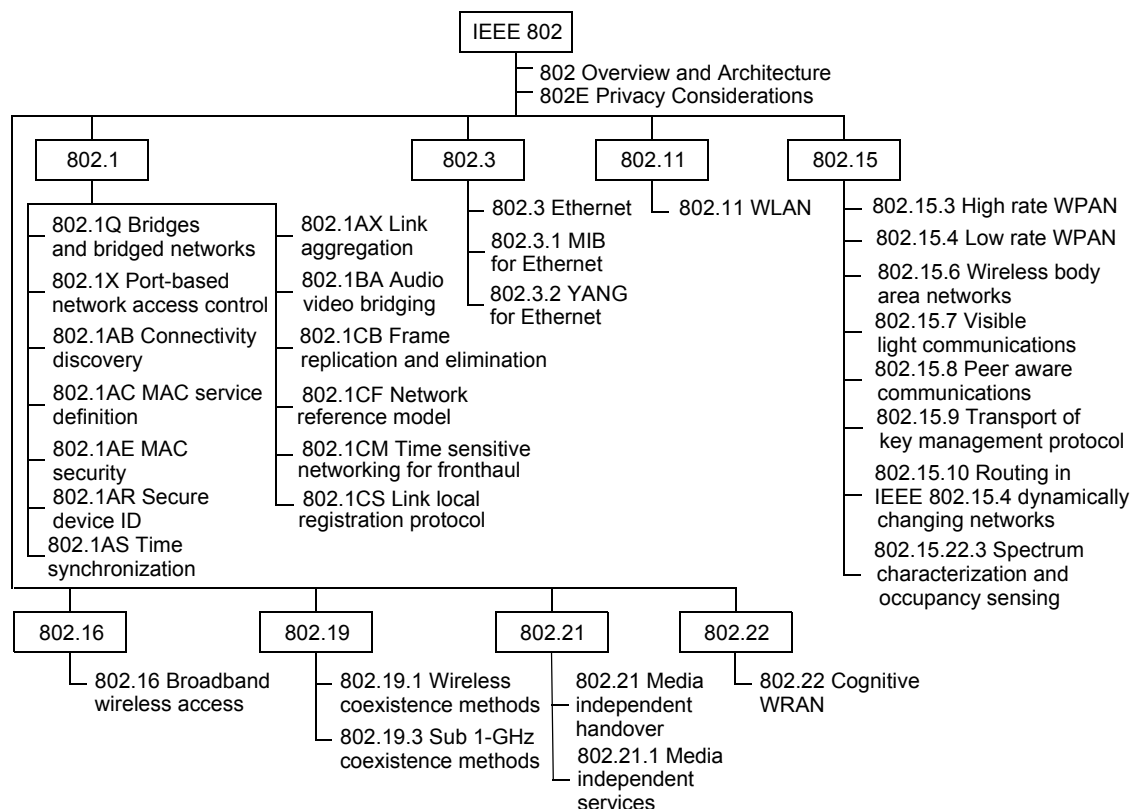 IEEE 802
802 Overview and Architecture
802E Privacy Considerations
802.1
802.3
802.11
802.15
802.1Q Bridges
and bridged networks
802.1X Port-based
network access control
802.1AB Connectivity
discovery
802.1AC MAC service
definition
802.1AE MAC
security
802.1AR Secure
device ID
802.1AS Time
synchronization
802.1AX Link
aggregation
802.1BA Audio
video bridging
802.1CB Frame
replication and elimination
802.1CF Network
reference model
802.1CM Time sensitive
networking for fronthaul
802.1CS Link local
registration protocol
802.3 Ethernet
802.3.1 MIB
for Ethernet
802.3.2 YANG
for Ethernet
802.11 WLAN
802.15.3 High rate WPAN
802.15.4 Low rate WPAN
802.15.6 Wireless body
area networks
802.15.7 Visible
light communications
802.15.8 Peer aware
communications
802.15.9 Transport of
key management protocol
802.15.10 Routing in
IEEE 802.15.4 dynamically
changing networks
802.15.22.3 Spectrum
characterization and
occupancy sensing
802.16
802.19
802.21
802.22
802.16 Broadband
wireless access
802.19.1 Wireless
coexistence methods
802.19.3 Sub 1-GHz
coexistence methods
802.21 Media
independent
handover
802.21.1 Media
independent
services
802.22 Cognitive
WRAN